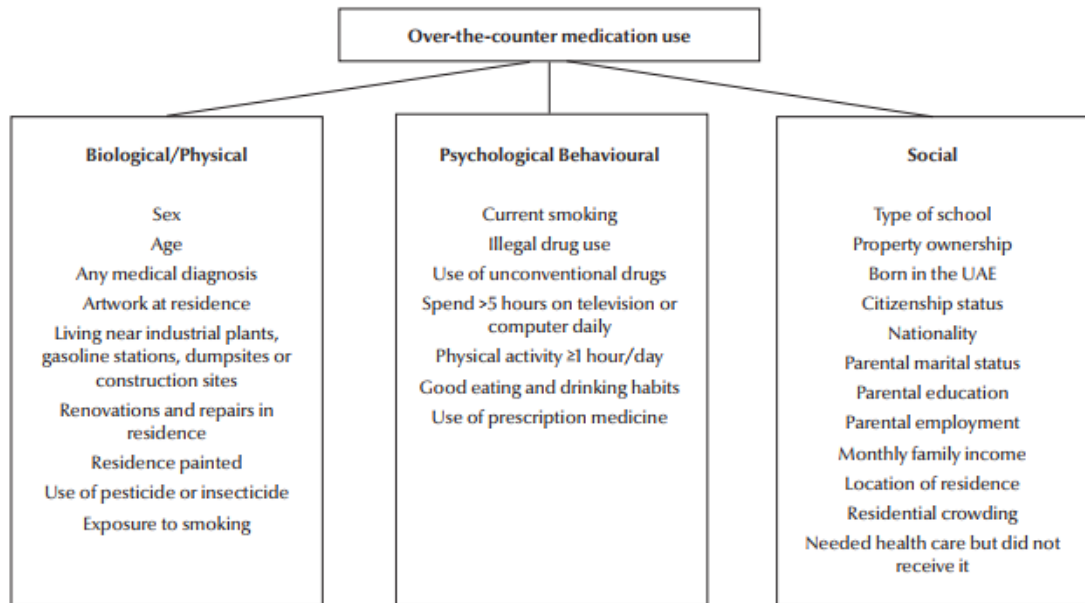 Over-the-counter medication use
Biological/Physical
Sex
Age
Any medical diagnosis
Artwork at residence
Living near industrial plants,
gasoline stations, dumpsites or
construction sites
Renovations and repairs in
residence
Residence painted
Use of pesticide or insecticide
Exposure to smoking
Psychological Behavioural
Current smoking
Illegal drug use
Use of unconventional drugs
Spend >5 hours on television or
computer daily
Physical activity ≥1 hour/day
Good eating and drinking habits
Use of prescription medicine
Social
Type of school
Property ownership
Born in the UAE
Citizenship status
Nationality
Parental marital status
Parental education
Parental employment
Monthly family income
Location of residence
Residential crowding
Needed health care but did not
receive it